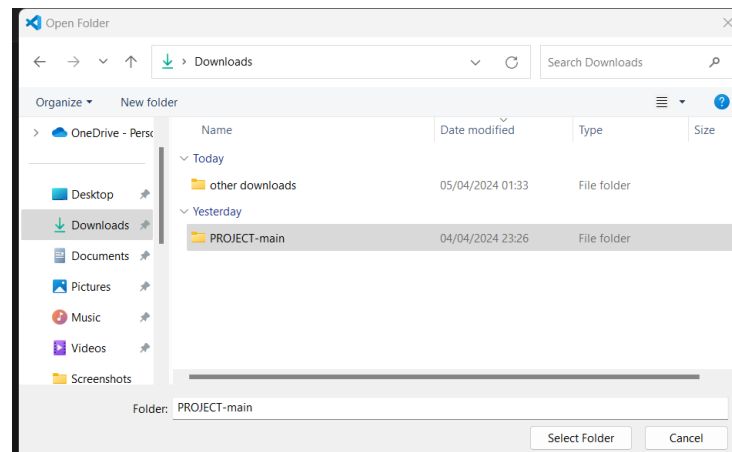 Open Folder
Downloads
Search Downloads
Organize
New folder
OneDrive - Perso
Name
Date modified
Type
Size
Today
other downloads
05/04/2024 01:33
File folder
Yesterday
PROJECT-main
04/04/2024 23:26
File folder
Desktop
Downloads
Documents
Pictures
Music
Videos
Screenshots
Folder: PROJECT-main
Select Folder
Cancel